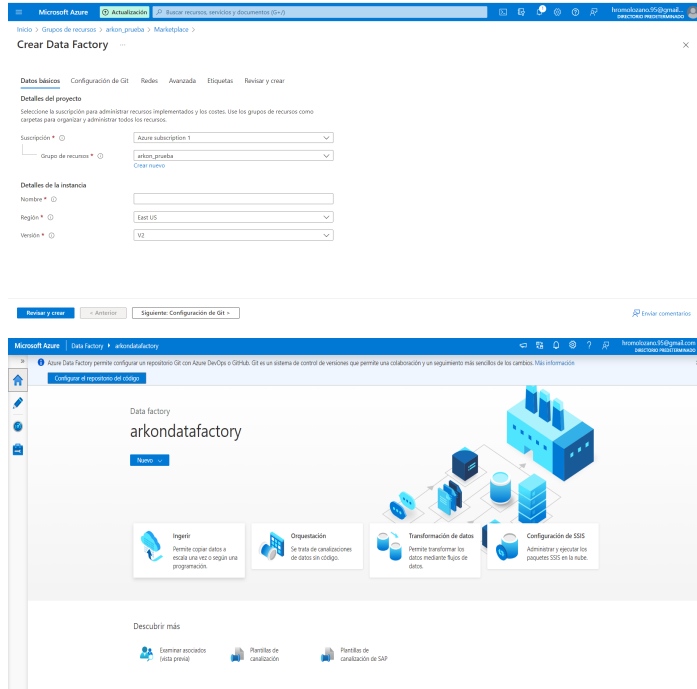 Microsoft Azure
Actualización
Buscar recursos, servicios y documentos (G+/)
hromolozano.95@gmail...
DIRECTORIO PREDETERMINADO
Inicio > Grupos de recursos > arkon_prueba > Marketplace >
Crear Data Factory ...
Datos básicos Configuración de Git Redes Avanzada Etiquetas Revisar y crear
Detalles del proyecto
Seleccione la suscripción para administrar recursos implementados y los costes. Use los grupos de recursos como
carpetas para organizar y administrar todos los recursos.
Suscripción * Azure subscription 1
Grupo de recursos * arkon_prueba
Crear nuevo
Detalles de la instancia
Nombre *
Región * East US
Versión * V2
Revisar y crear < Anterior Siguiente: Configuración de Git > Enviar comentarios
Microsoft Azure Data Factory arkondatafactory
hromolozano.95@gmail.com
DIRECTORIO PREDETERMINADO
Azure Data Factory permite configurar un repositorio Git con Azure DevOps o GitHub. Git es un sistema de control de versiones que permite una colaboración y un seguimiento más sencillos de los cambios. Más información
Configurar el repositorio del código
Data factory
arkondatafactory
Nuevo
Ingerir
Permite copiar datos a
escala una vez o según una
programación.
Orquestación
Se trata de canalizaciones
de datos sin código.
Transformación de datos
Permite transformar los
datos mediante flujos de
datos.
Configuración de SSIS
Administrar y ejecutar los
paquetes SSIS en la nube.
Descubrir más
Examinar asociados
(vista previa)
Plantillas de
canalización
Plantillas de
canalización de SAP